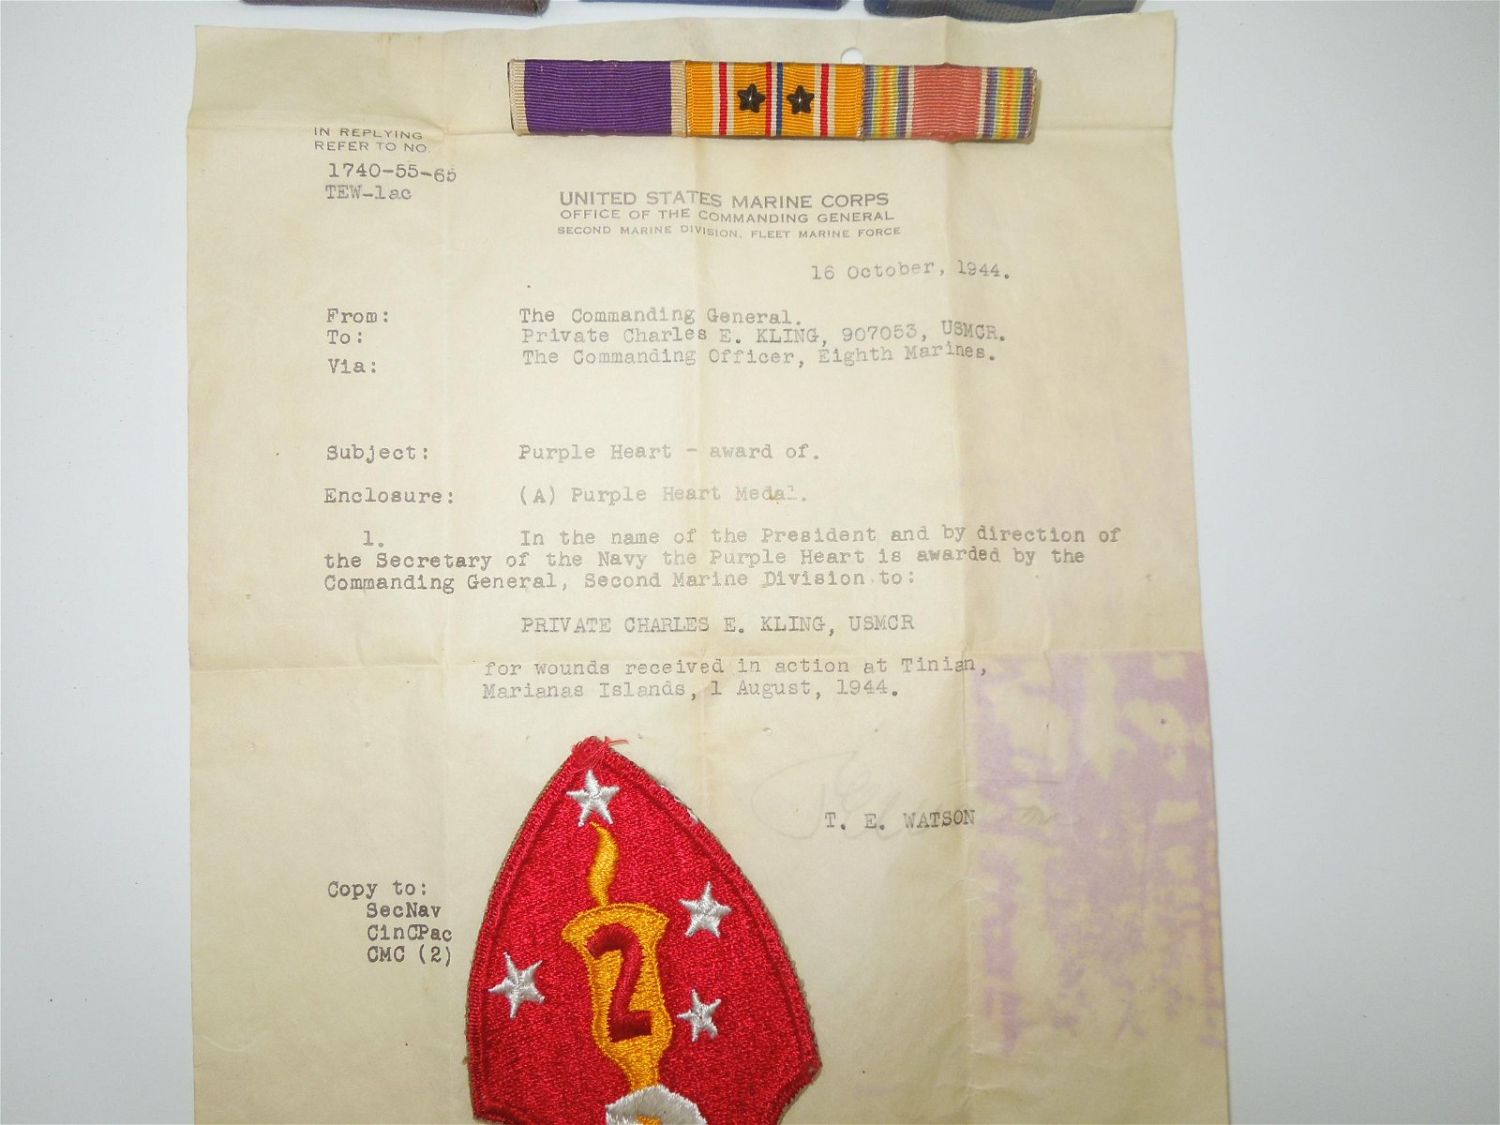 IN REPLYING
REFER TO NO.
1740-55-65
TEW-lac
UNITED STATES MARINE CORPS
OFFICE OF THE COMMANDING GENERAL
SECOND MARINE DIVISION, FLEET MARINE FORCE
16 October, 1944.
From: The Commanding General.
To: Private Charles E. KLING, 907053, USMCR.
Via: The Commanding Officer, Eighth Marines.
Subject: Purple Heart - award of.
Enclosure: (A) Purple Heart Medal.
1. In the name of the President and by direction of
the Secretary of the Navy the Purple Heart is awarded by the
Commanding General, Second Marine Division to:
PRIVATE CHARLES E. KLING, USMCR
for wounds received in action at Tinian,
Marianas Islands, 1 August, 1944.
T. E. WATSON
Copy to:
SecNav
CinCPac
CMC (2)
2